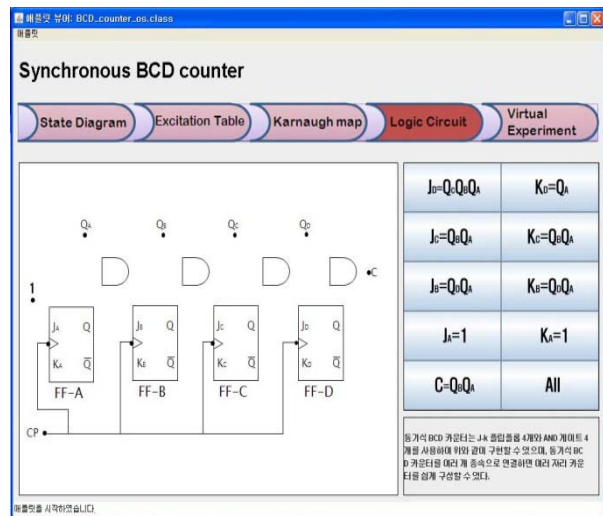 애플릿 뷰어: BCD_counter_os.class
애플릿
Synchronous BCD counter
State Diagram
Excitation Table
Karnaugh map
Logic Circuit
Virtual
Experiment
QA
QB
QC
QD
C
1
JA Q
KA Q̅
FF-A
JB Q
KB Q̅
FF-B
JC Q
KC Q̅
FF-C
JD Q
KD Q̅
FF-D
CP
JD=QCQBQA
KD=QA
JC=QBQA
KC=QBQA
JB=QDQA
KB=QDQA
JA=1
KA=1
C=QBQA
All
동기식 BCD 카운터는 J-k 플립플롭 4개와 AND 게이트 4
개를 사용하여 위와 같이 구현할 수 있으며, 동기식 BC
D 카운터를 여러 개 종속으로 연결하면 여러 자리 카운
터를 쉽게 구성할 수 있다.
애플릿을 시작하였습니다.